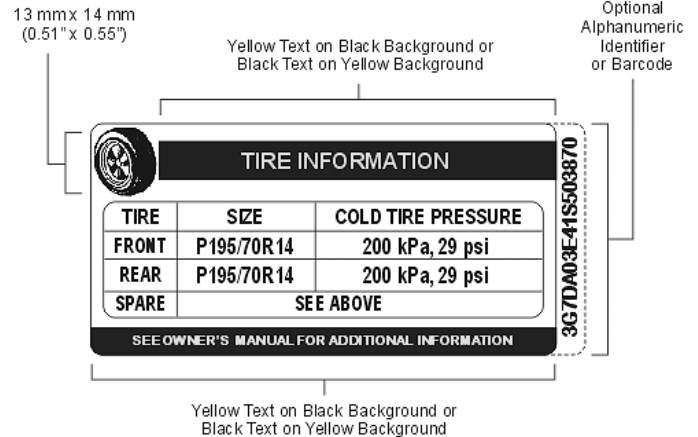 13 mm x 14 mm
(0.51" x 0.55")
Yellow Text on Black Background or
Black Text on Yellow Background
Optional
Alphanumeric
Identifier
or Barcode
TIRE INFORMATION
TIRE SIZE COLD TIRE PRESSURE
FRONT P195/70R14 200 kPa, 29 psi
REAR P195/70R14 200 kPa, 29 psi
SPARE SEE ABOVE
SEE OWNER'S MANUAL FOR ADDITIONAL INFORMATION
3G7DA03E41S503870
Yellow Text on Black Background or
Black Text on Yellow Background